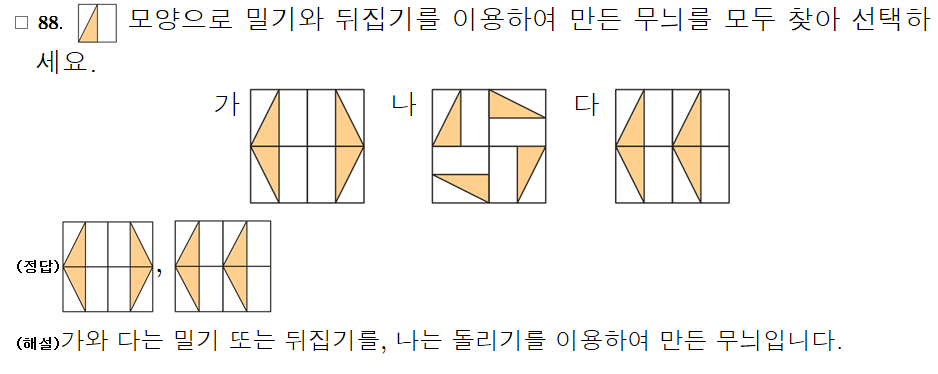 □ 88. 모양으로 밀기와 뒤집기를 이용하여 만든 무늬를 모두 찾아 선택하
세요.
가 나 다
(정답) ,
(해설)가와 다는 밀기 또는 뒤집기를, 나는 돌리기를 이용하여 만든 무늬입니다.